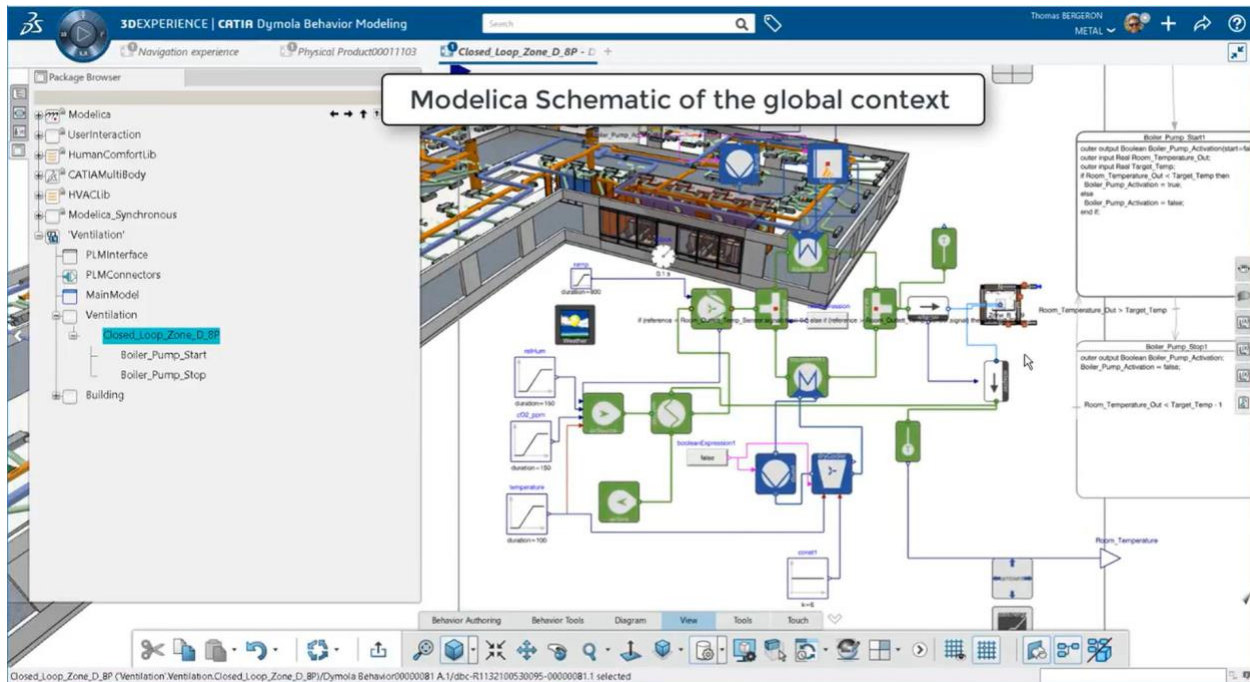 3DEXPERIENCE | CATIA Dymola Behavior Modeling
Search
Thomas BERGERON
METAL
Navigation experience
Physical Product00011103
Closed_Loop_Zone_D_8P - D
Package Browser
Modelica Schematic of the global context
Modelica
UserInteraction
HumanComfortLib
CATIAMultiBody
HVACLib
Modelica_Synchronous
'Ventilation'
PLMInterface
PLMConnectors
MainModel
Ventilation
Closed_Loop_Zone_D_8P
Boiler_Pump_Start
Boiler_Pump_Stop
Building
Boiler_Pump_Start1
outer output Boolean Boiler_Pump_Activation(start=fal
outer input Real Room_Temperature_Out;
outer input Real Target_Temp;
if Room_Temperature_Out < Target_Temp then
Boiler_Pump_Activation = true;
else
Boiler_Pump_Activation = false;
end if;
0.1 s
ramp
duration=800
Weather
Room_Temperature_Out > Target_Temp
Boiler_Pump_Stop1
outer output Boolean Boiler_Pump_Activation;
Boiler_Pump_Activation = false;
Room_Temperature_Out < Target_Temp - 1
relHum
duration=150
cO2_ppm
duration=150
booleanExpression1
false
temperature
duration=100
const1
k=6
Room_Temperature
Behavior Authoring
Behavior Tools
Diagram
View
Tools
Touch
Closed_Loop_Zone_D_8P ('Ventilation'.Ventilation.Closed_Loop_Zone_D_8P)/Dymola Behavior00000081 A.1/dbc-R1132100530095-00000081.1 selected